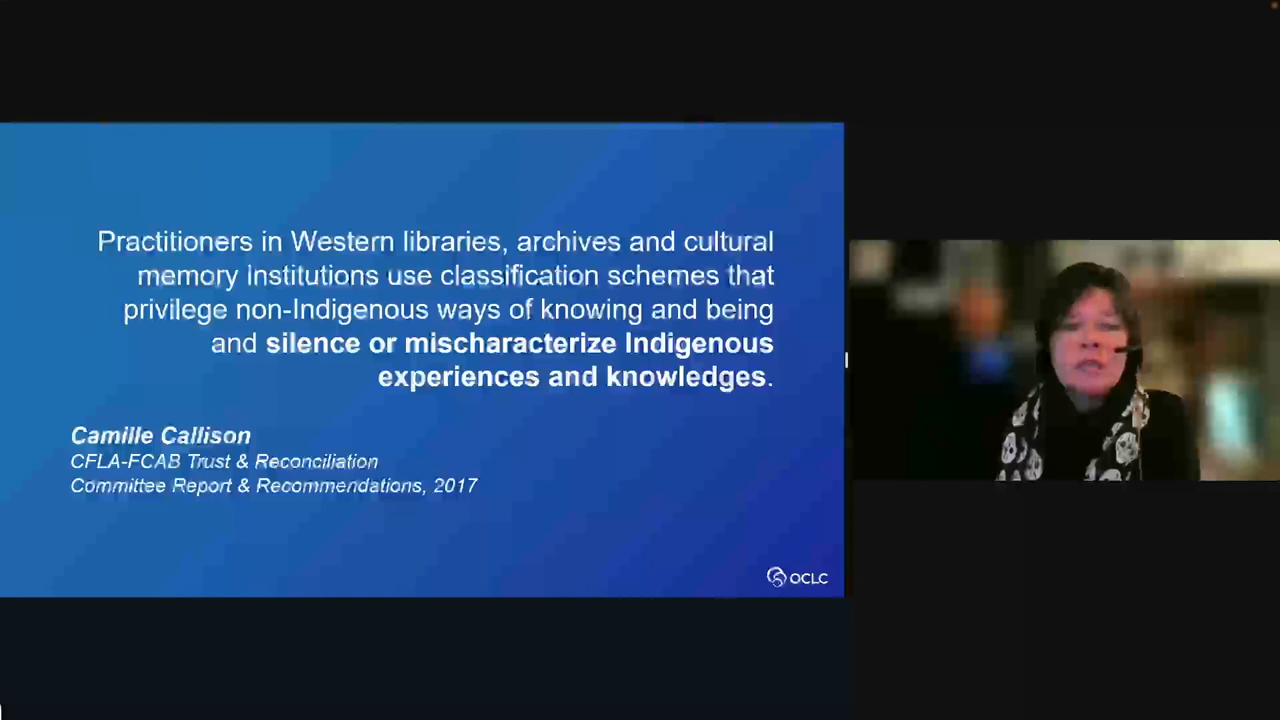 Practitioners in Western libraries, archives and cultural
memory institutions use classification schemes that
privilege non-Indigenous ways of knowing and being
and silence or mischaracterize Indigenous
experiences and knowledges.
Camille Callison
CFLA-FCAB Trust & Reconciliation
Committee Report & Recommendations, 2017
OCLC